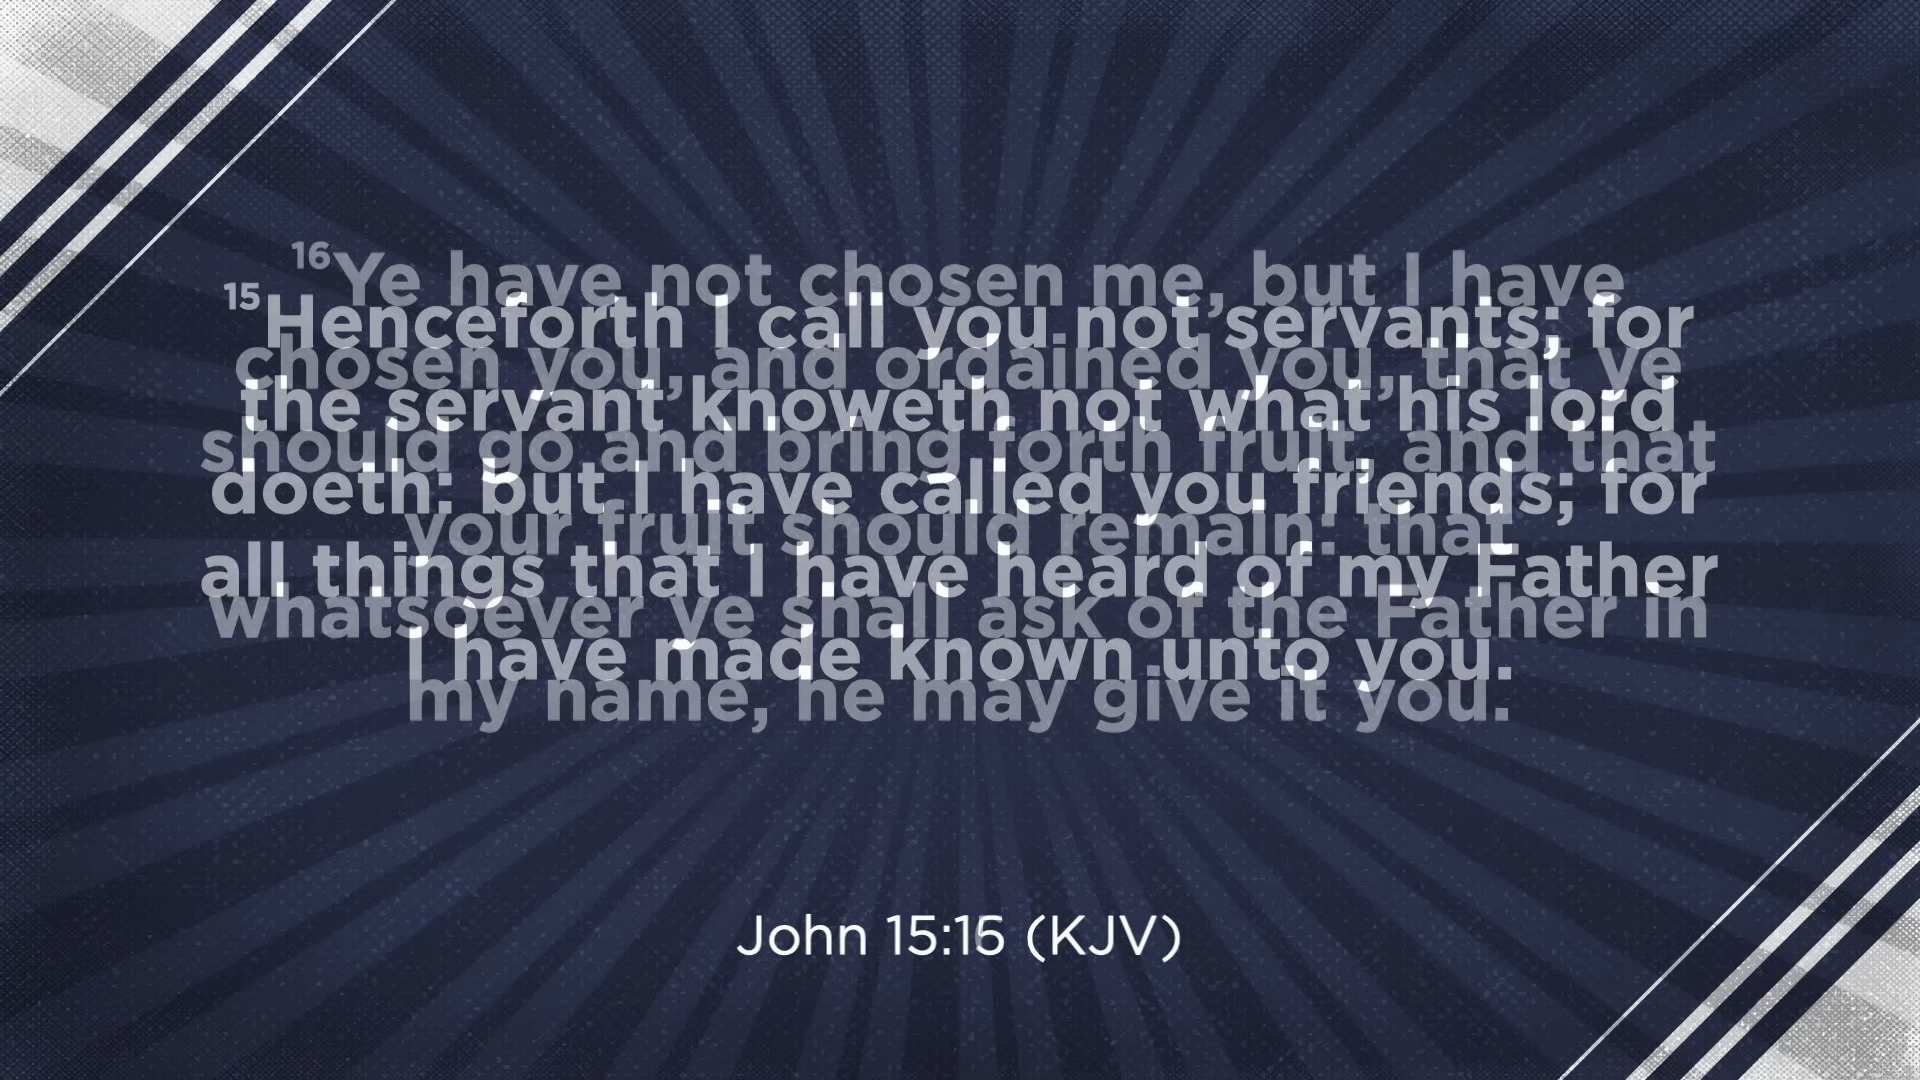 16 Ye have not chosen me, but I have
15 Henceforth I call you not servants; for
chosen you, and ordained you, that ye
the servant knoweth not what his lord
should go and bring forth fruit, and that
doeth: but I have called you friends; for
your fruit should remain: that
all things that I have heard of my Father
whatsoever ye shall ask of the Father in
I have made known unto you.
my name, he may give it you.
John 15:15 (KJV)